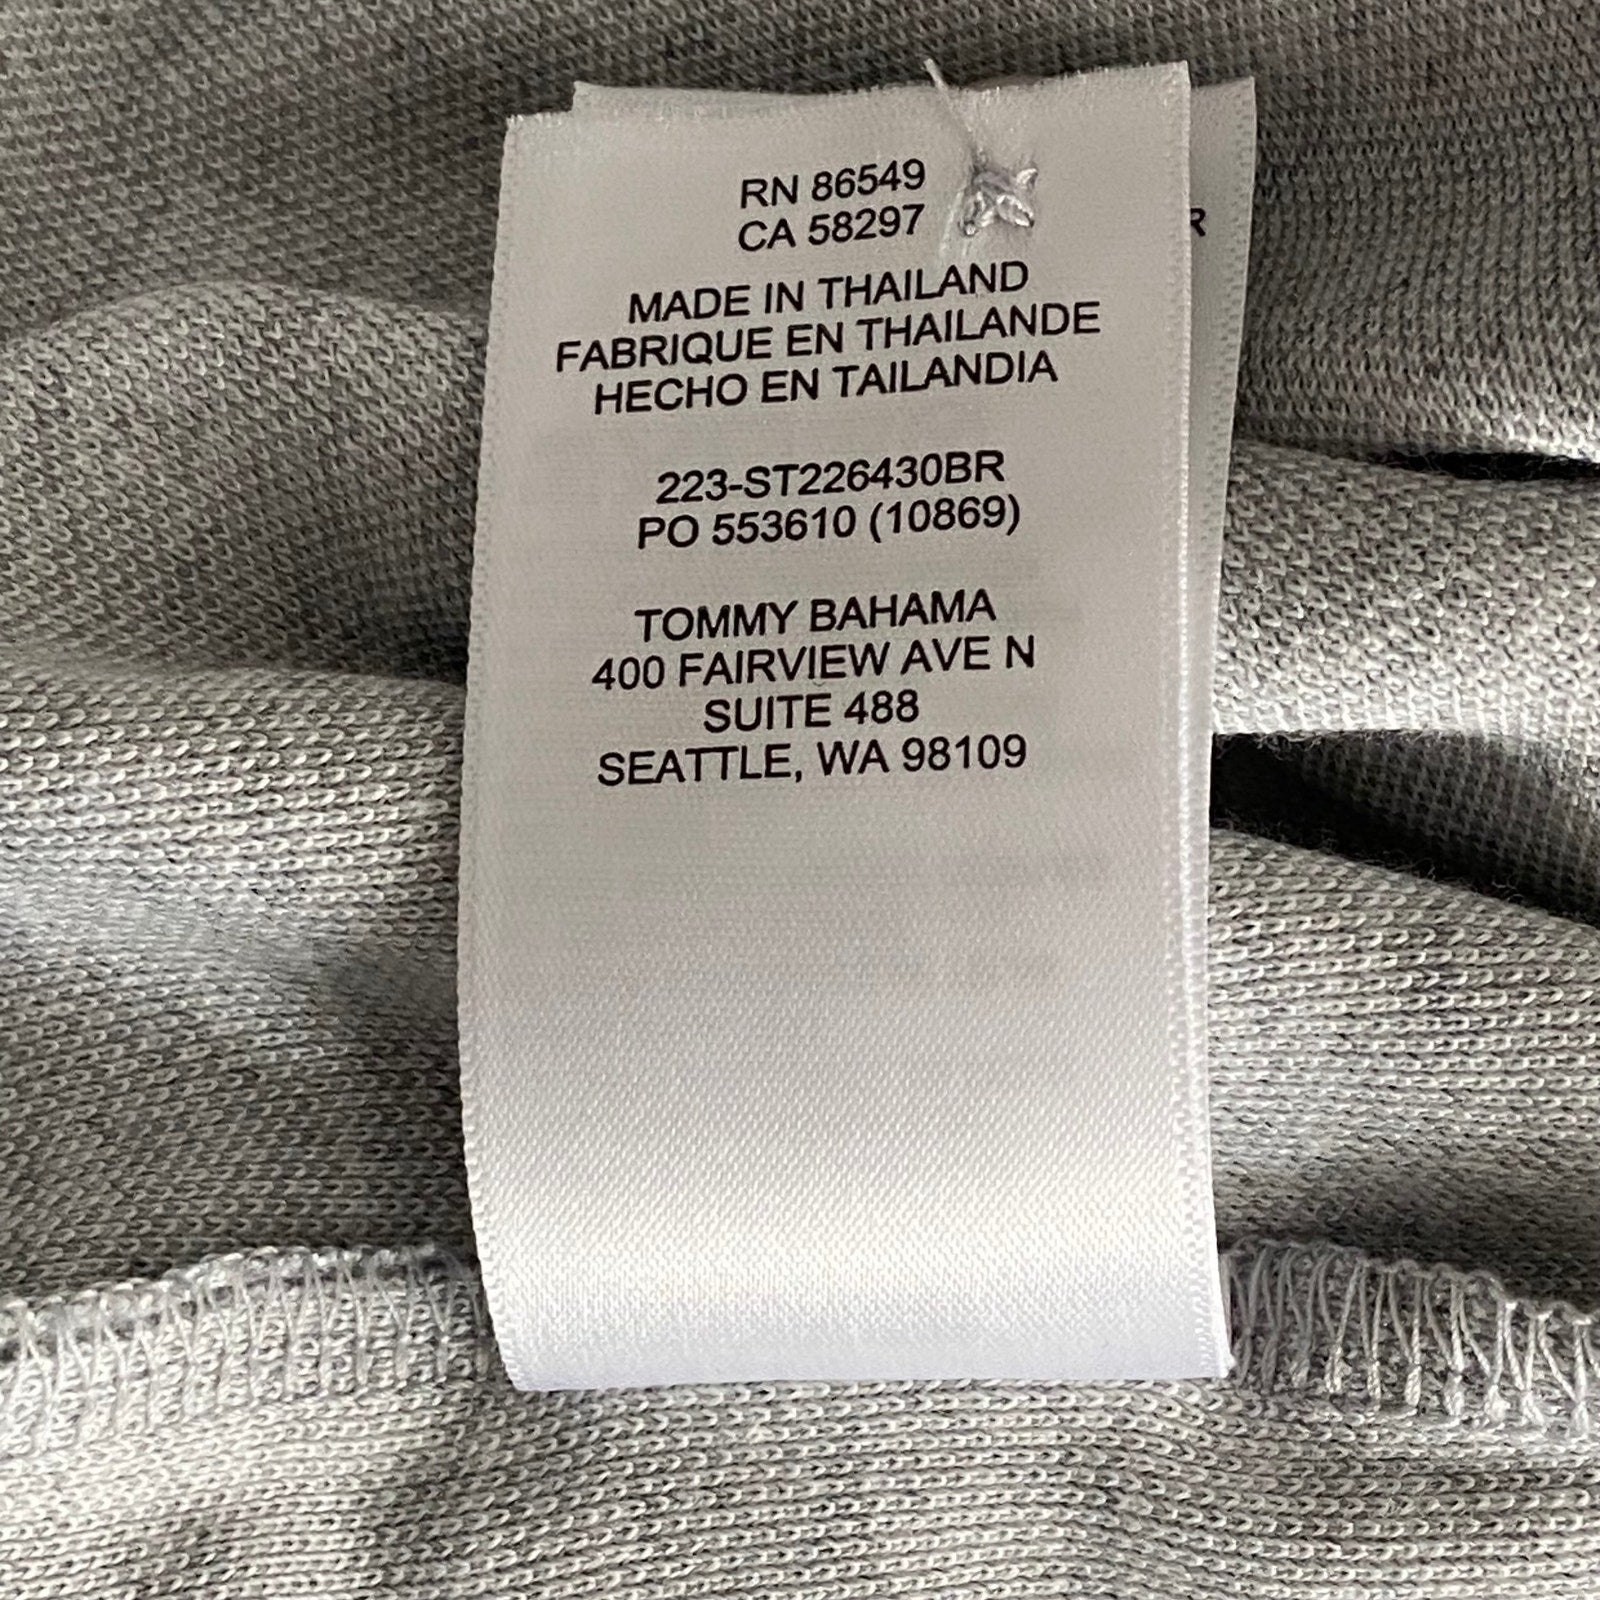 RN 86549
CA 58297
MADE IN THAILAND
FABRIQUE EN THAILANDE
HECHO EN TAILANDIA
223-ST226430BR
PO 553610 (10869)
TOMMY BAHAMA
400 FAIRVIEW AVE N
SUITE 488
SEATTLE, WA 98109
R